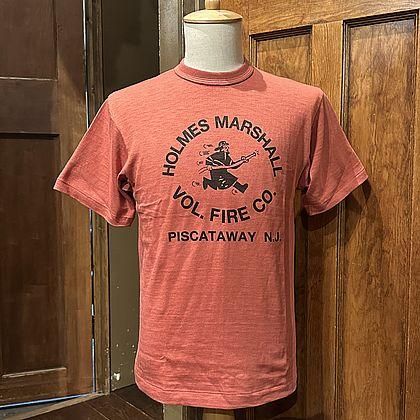 HOLMES MARSHALL
VOL. FIRE CO.
PISCATAWAY N.J.